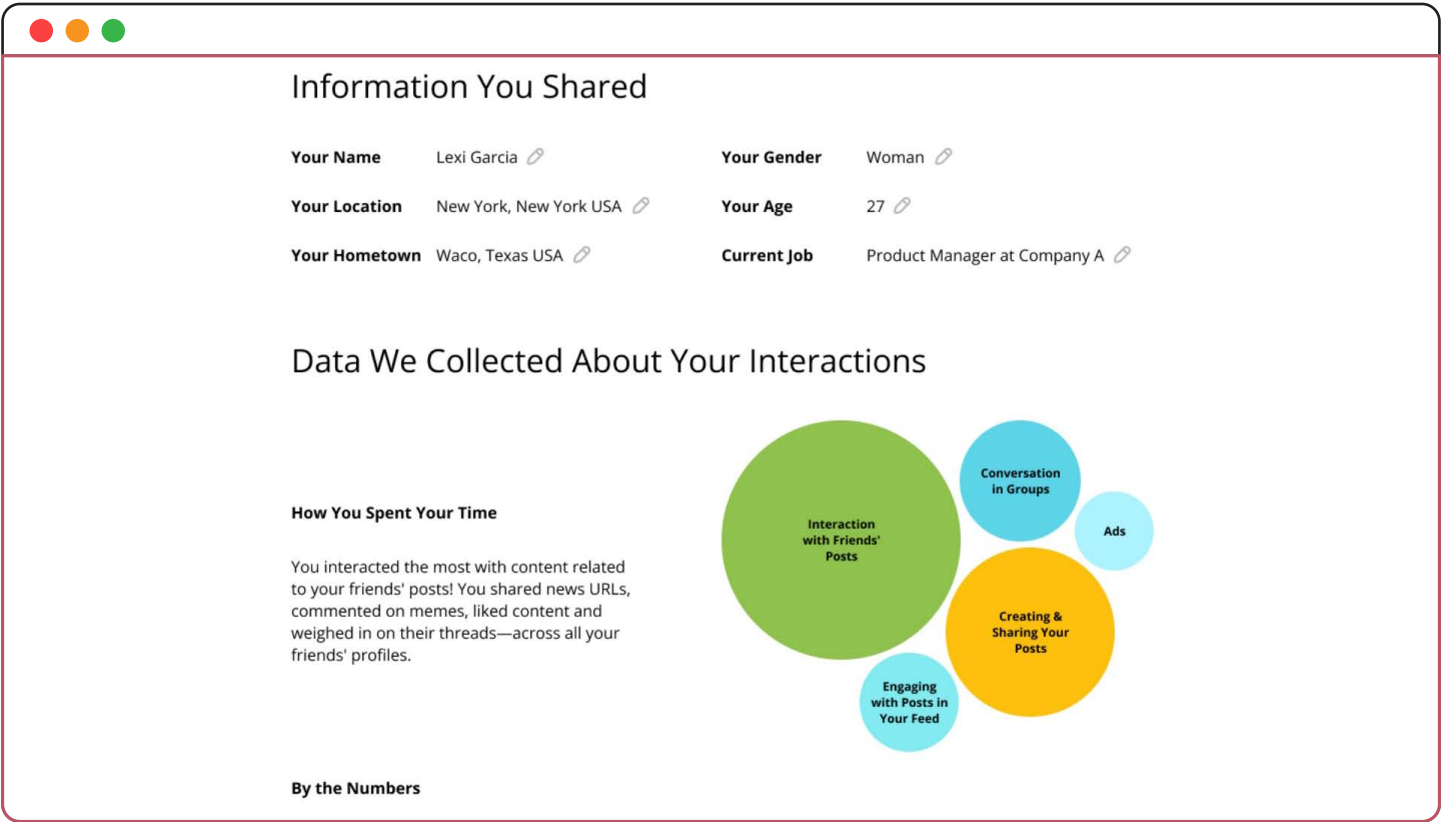 Information You Shared
Your Name Lexi Garcia
Your Gender Woman
Your Location New York, New York USA
Your Age 27
Your Hometown Waco, Texas USA
Current Job Product Manager at Company A
Data We Collected About Your Interactions
How You Spent Your Time
You interacted the most with content related
to your friends' posts! You shared news URLs,
commented on memes, liked content and
weighed in on their threads—across all your
friends' profiles.
Interaction
with Friends'
Posts
Conversation
in Groups
Ads
Creating &
Sharing Your
Posts
Engaging
with Posts in
Your Feed
By the Numbers